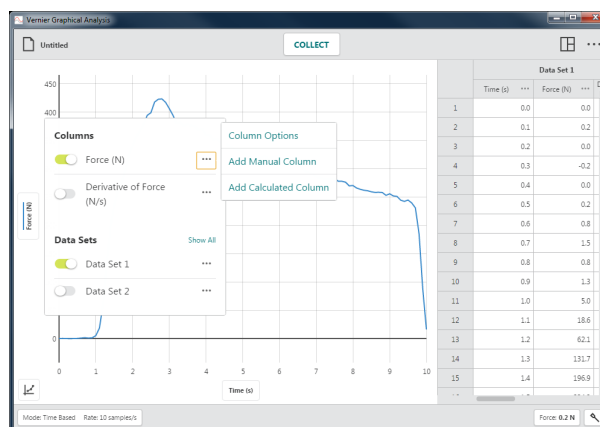 Vernier Graphical Analysis
Untitled
COLLECT
450
400
0
0 1 2 3 4 5 6 7 8 9 10
Force (N)
Time (s)
Columns
Force (N)
Derivative of Force
(N/s)
Data Sets Show All
Data Set 1
Data Set 2
Column Options
Add Manual Column
Add Calculated Column
Data Set 1
Time (s) Force (N)
1 0.0 0.0
2 0.1 0.2
3 0.2 0.0
4 0.3 -0.2
5 0.4 0.0
6 0.5 0.2
7 0.6 0.8
8 0.7 1.5
9 0.8 0.8
10 0.9 1.3
11 1.0 5.0
12 1.1 18.6
13 1.2 62.1
14 1.3 131.7
15 1.4 196.9
Mode: Time Based Rate: 10 samples/s
Force: 0.2 N